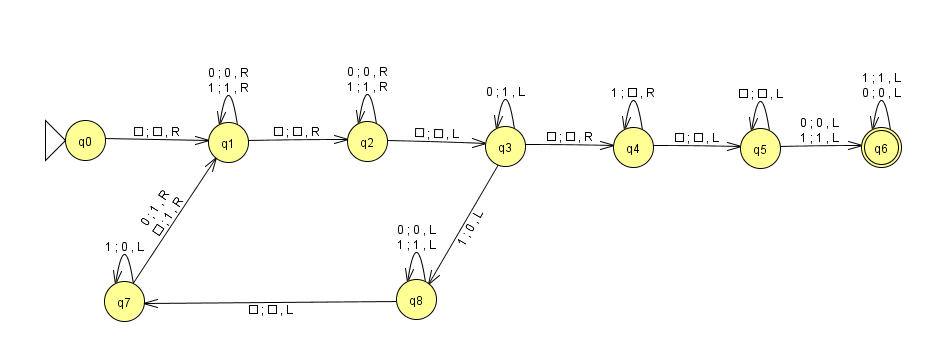 0 ; 0 , R
1 ; 1 , R
0 ; 0 , R
1 ; 1 , R
0 ; 1 , L
1 ; □ , R
□ ; □ , L
1 ; 1 , L
0 ; 0 , L
q0
□ ; □ , R
q1
□ ; □ , R
q2
□ ; □ , L
q3
□ ; □ , R
q4
□ ; □ , L
q5
0 ; 0 , L
1 ; 1 , L
q6
0 ; 1 , R
□ ; 1 , R
1 ; 0 , L
1 ; 0 , L
q7
0 ; 0 , L
1 ; 1 , L
q8
□ ; □ , L